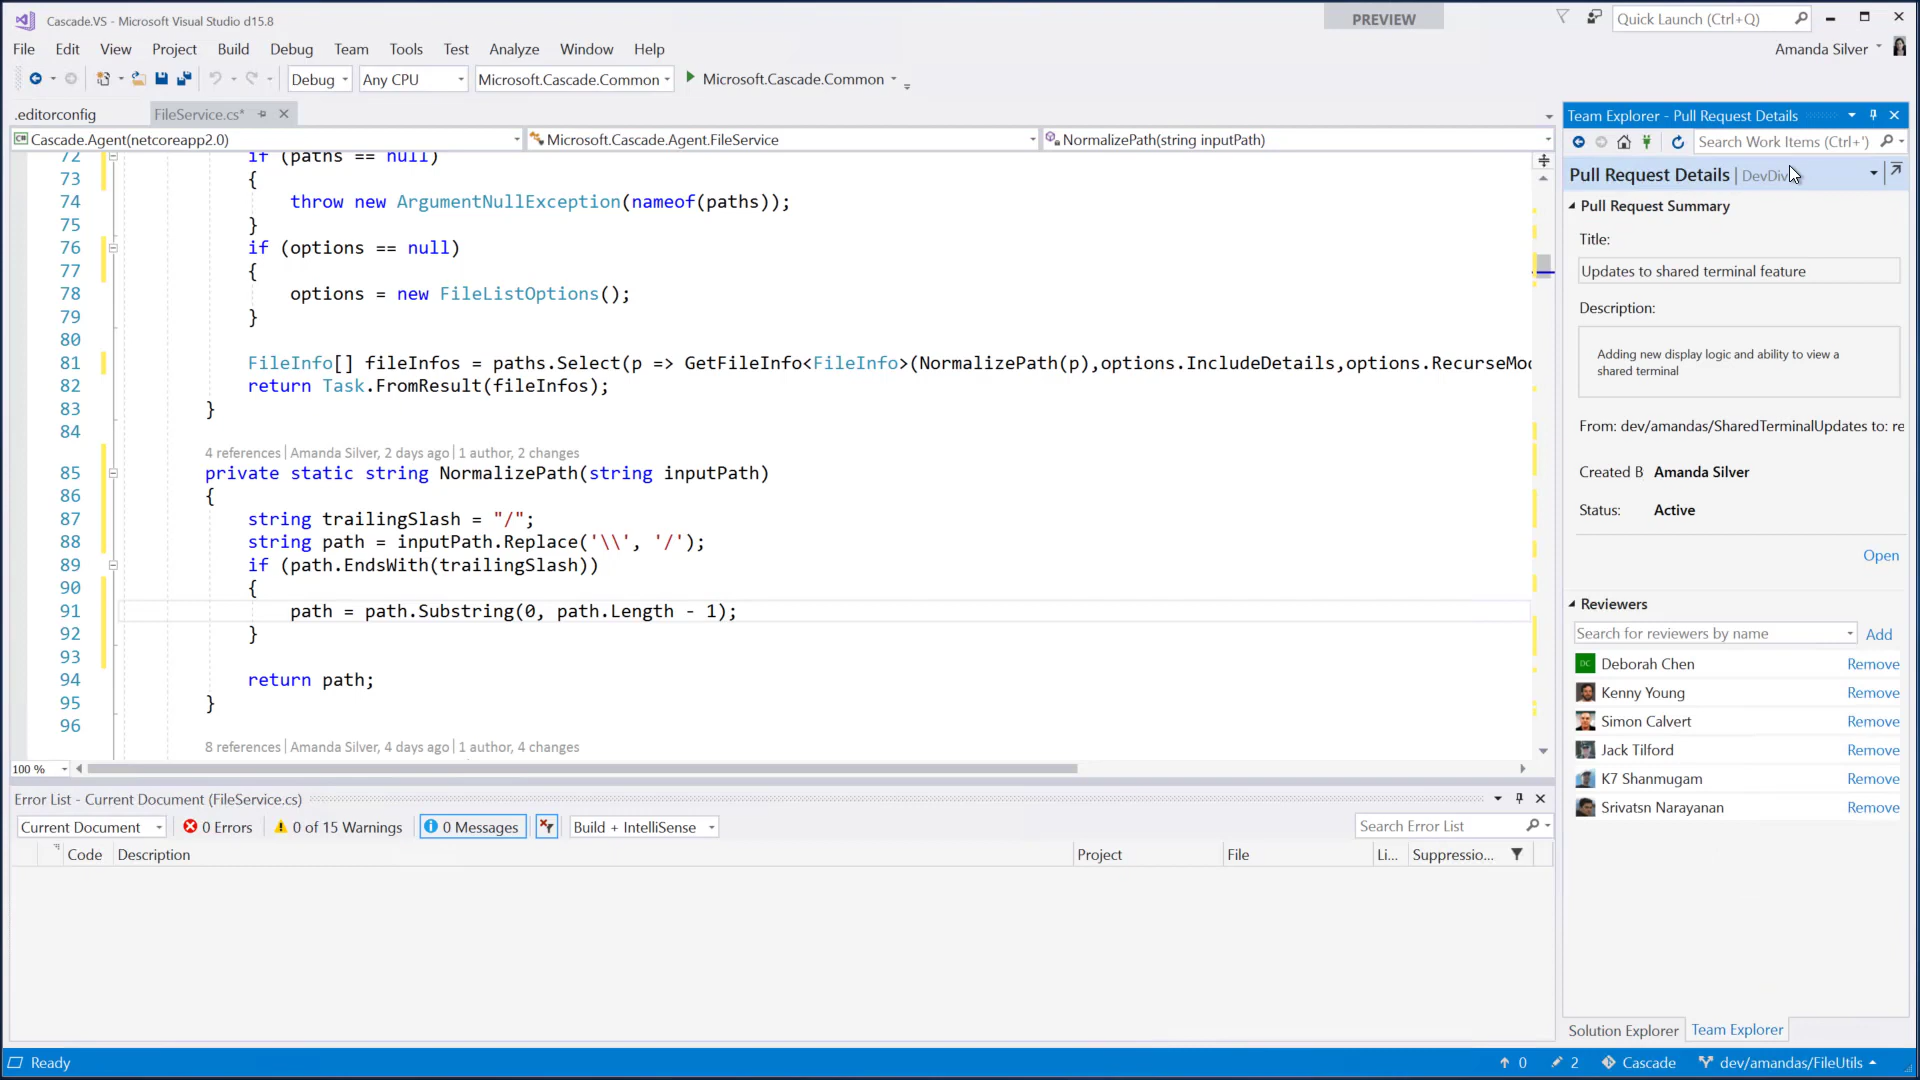 Cascade.VS - Microsoft Visual Studio d15.8
PREVIEW
Quick Launch (Ctrl+Q)
File Edit View Project Build Debug Team Tools Test Analyze Window Help
Amanda Silver
Debug Any CPU Microsoft.Cascade.Common Microsoft.Cascade.Common
.editorconfig FileService.cs*
Cascade.Agent(netcoreapp2.0) Microsoft.Cascade.Agent.FileService NormalizePath(string inputPath)
72 if (paths == null)
73 {
74 throw new ArgumentNullException(nameof(paths));
75 }
76 if (options == null)
77 {
78 options = new FileListOptions();
79 }
80
81 FileInfo[] fileInfos = paths.Select(p => GetFileInfo<FileInfo>(NormalizePath(p),options.IncludeDetails,options.RecurseMo
82 return Task.FromResult(fileInfos);
83 }
84
4 references | Amanda Silver, 2 days ago | 1 author, 2 changes
85 private static string NormalizePath(string inputPath)
86 {
87 string trailingSlash = "/";
88 string path = inputPath.Replace('\\', '/');
89 if (path.EndsWith(trailingSlash))
90 {
91 path = path.Substring(0, path.Length - 1);
92 }
93
94 return path;
95 }
96
8 references | Amanda Silver, 4 days ago | 1 author, 4 changes
100 %
Error List - Current Document (FileService.cs)
Current Document 0 Errors 0 of 15 Warnings 0 Messages Build + IntelliSense Search Error List
Code Description Project File Li... Suppressio...
Team Explorer - Pull Request Details
Search Work Items (Ctrl+')
Pull Request Details | DevDiv
Pull Request Summary
Title:
Updates to shared terminal feature
Description:
Adding new display logic and ability to view a
shared terminal
From: dev/amandas/SharedTerminalUpdates to: re
Created B Amanda Silver
Status: Active
Open
Reviewers
Search for reviewers by name Add
DC Deborah Chen Remove
Kenny Young Remove
Simon Calvert Remove
Jack Tilford Remove
K7 Shanmugam Remove
Srivatsn Narayanan Remove
Solution Explorer Team Explorer
Ready 0 2 Cascade dev/amandas/FileUtils